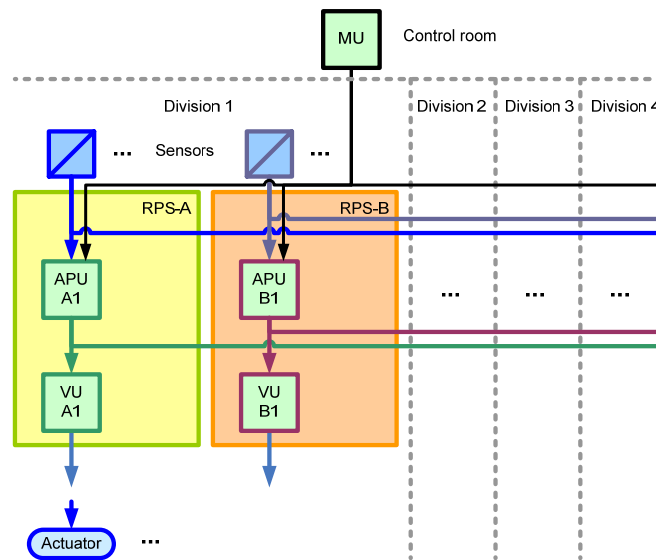 MU
Control room
Division 1
Division 2
Division 3
Division 4
...
Sensors
...
RPS-A
RPS-B
APU
A1
APU
B1
...
...
...
VU
A1
VU
B1
Actuator
...